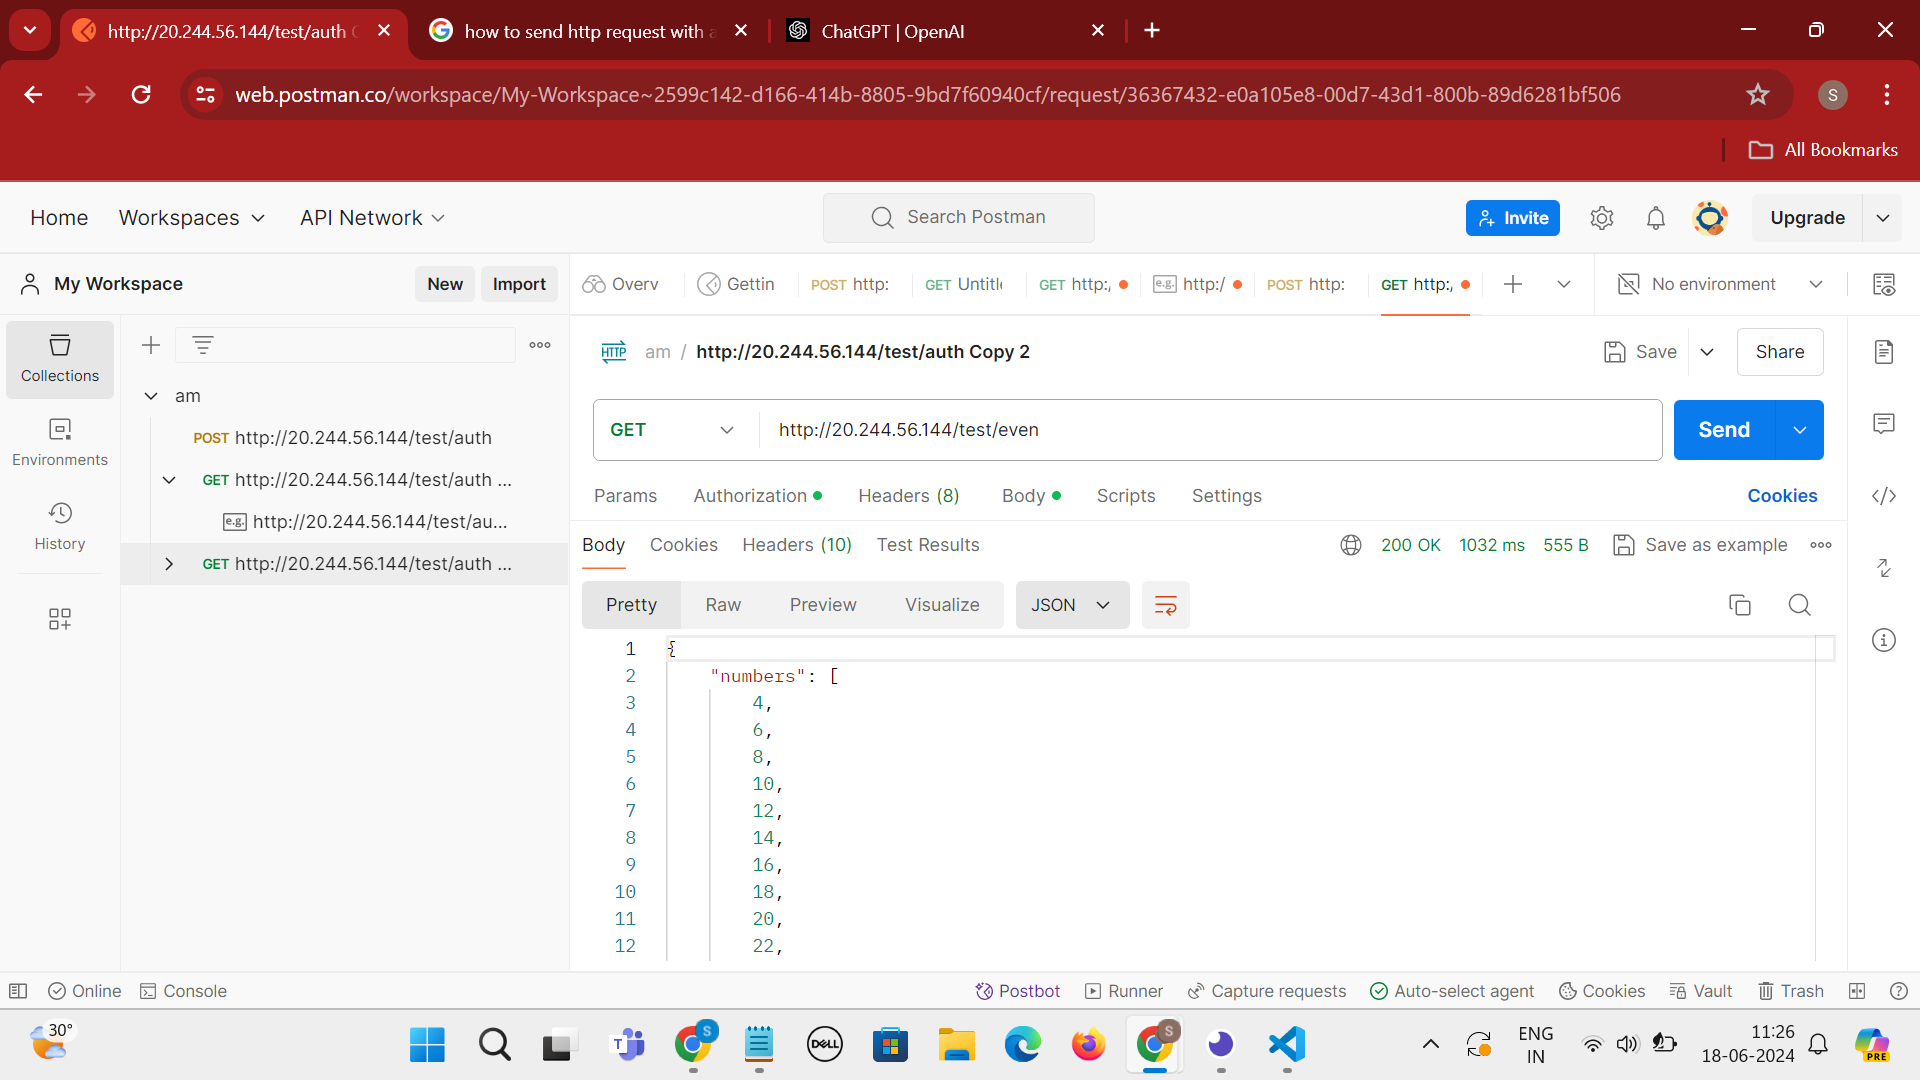 http://20.244.56.144/test/auth C
how to send http request with a
ChatGPT | OpenAI
web.postman.co/workspace/My-Workspace~2599c142-d166-414b-8805-9bd7f60940cf/request/36367432-e0a105e8-00d7-43d1-800b-89d6281bf506
S
All Bookmarks
Home
Workspaces
API Network
Search Postman
Invite
Upgrade
My Workspace
New
Import
Overv
Gettin
POST http:
GET Untitle
GET http:/
e.g. http:/
POST http:
GET http:/
No environment
Collections
Environments
History
am
POST http://20.244.56.144/test/auth
GET http://20.244.56.144/test/auth ...
e.g. http://20.244.56.144/test/au...
GET http://20.244.56.144/test/auth ...
HTTP
am / http://20.244.56.144/test/auth Copy 2
Save
Share
GET
http://20.244.56.144/test/even
Send
Params
Authorization
Headers (8)
Body
Scripts
Settings
Cookies
Body
Cookies
Headers (10)
Test Results
200 OK
1032 ms
555 B
Save as example
Pretty
Raw
Preview
Visualize
JSON
1 {
2 "numbers": [
3 4,
4 6,
5 8,
6 10,
7 12,
8 14,
9 16,
10 18,
11 20,
12 22,
Online
Console
Postbot
Runner
Capture requests
Auto-select agent
Cookies
Vault
Trash
30°
S
DELL
S
ENG
IN
11:26
18-06-2024
PRE